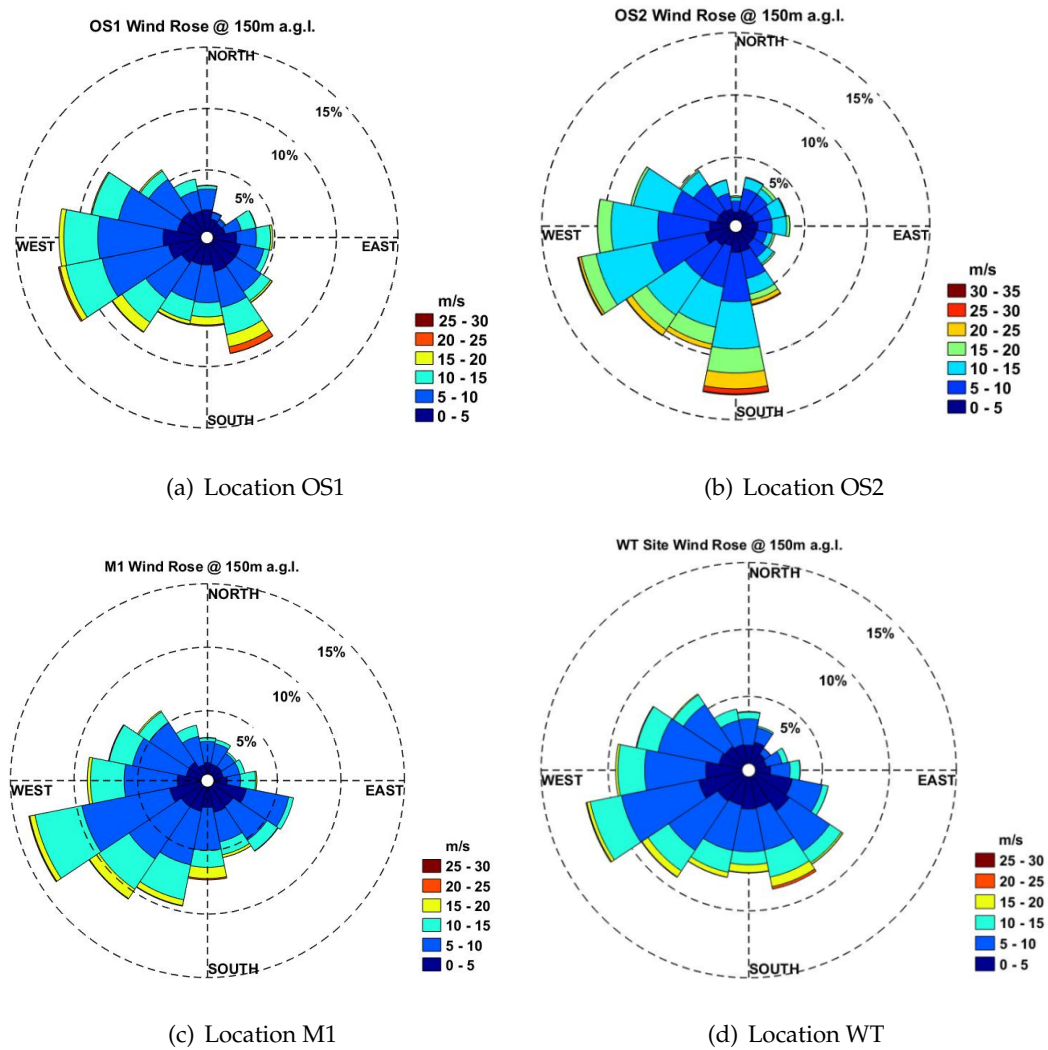 OS1 Wind Rose @ 150m a.g.l.
NORTH
15%
10%
5%
WEST
EAST
SOUTH
m/s
25 - 30
20 - 25
15 - 20
10 - 15
5 - 10
0 - 5
(a) Location OS1
OS2 Wind Rose @ 150m a.g.l.
NORTH
15%
10%
5%
WEST
EAST
SOUTH
m/s
30 - 35
25 - 30
20 - 25
15 - 20
10 - 15
5 - 10
0 - 5
(b) Location OS2
M1 Wind Rose @ 150m a.g.l.
NORTH
15%
10%
5%
WEST
EAST
SOUTH
m/s
25 - 30
20 - 25
15 - 20
10 - 15
5 - 10
0 - 5
(c) Location M1
WT Site Wind Rose @ 150m a.g.l.
NORTH
15%
10%
5%
WEST
EAST
SOUTH
m/s
25 - 30
20 - 25
15 - 20
10 - 15
5 - 10
0 - 5
(d) Location WT